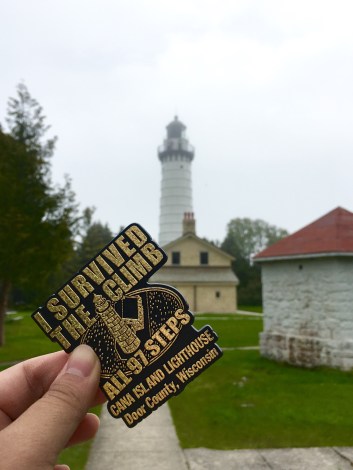 I SURVIVED
THE CLIMB
ALL 97 STEPS
CANA ISLAND LIGHTHOUSE
Door County, Wisconsin